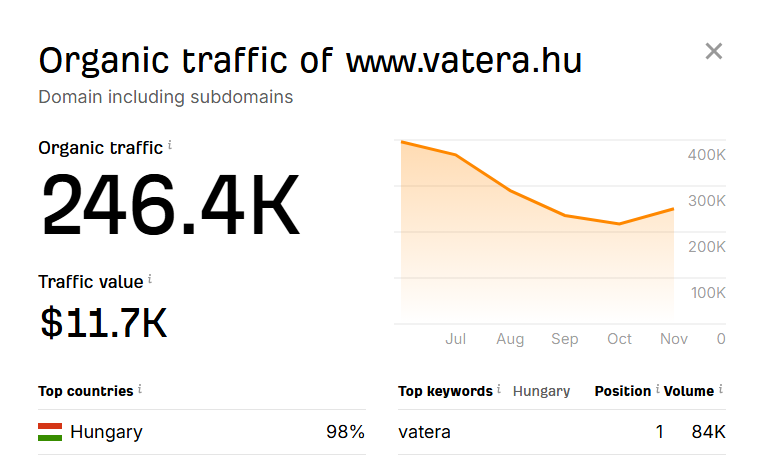 Organic traffic of www.vatera.hu
Domain including subdomains
Organic traffic i
246.4K
Traffic value i
$11.7K
400K
300K
200K
100K
Jul Aug Sep Oct Nov 0
Top countries i
Hungary 98%
Top keywords i Hungary Position i Volume i
vatera 1 84K